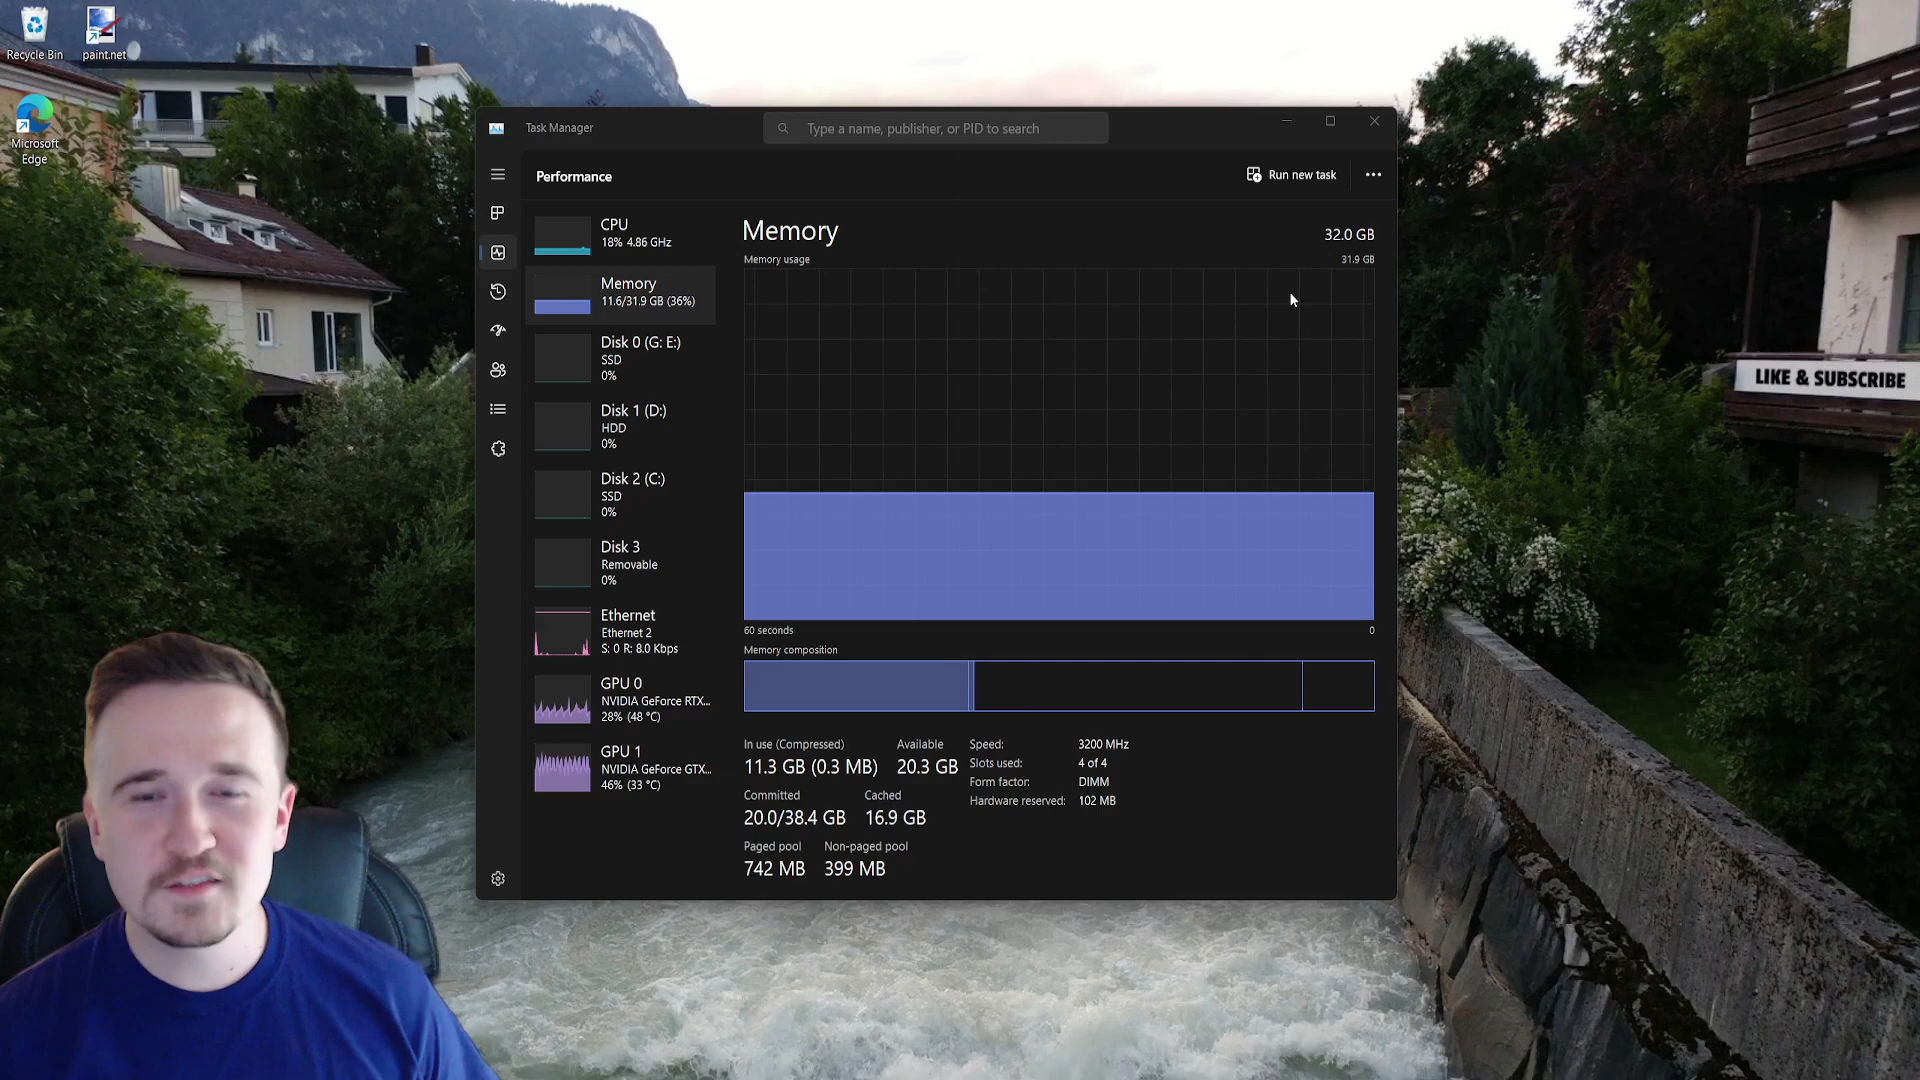 Recycle Bin
paint.net
Microsoft
Edge
Task Manager
Type a name, publisher, or PID to search
Performance
Run new task
CPU
18% 4.86 GHz
Memory
11.6/31.9 GB (36%)
Disk 0 (G: E:)
SSD
0%
Disk 1 (D:)
HDD
0%
Disk 2 (C:)
SSD
0%
Disk 3
Removable
0%
Ethernet
Ethernet 2
S: 0 R: 8.0 Kbps
GPU 0
NVIDIA GeForce RTX...
28% (48 °C)
GPU 1
NVIDIA GeForce GTX...
46% (33 °C)
Memory
32.0 GB
Memory usage
31.9 GB
60 seconds
0
Memory composition
In use (Compressed)
11.3 GB (0.3 MB)
Available
20.3 GB
Committed
20.0/38.4 GB
Cached
16.9 GB
Paged pool
742 MB
Non-paged pool
399 MB
Speed: 3200 MHz
Slots used: 4 of 4
Form factor: DIMM
Hardware reserved: 102 MB
LIKE & SUBSCRIBE